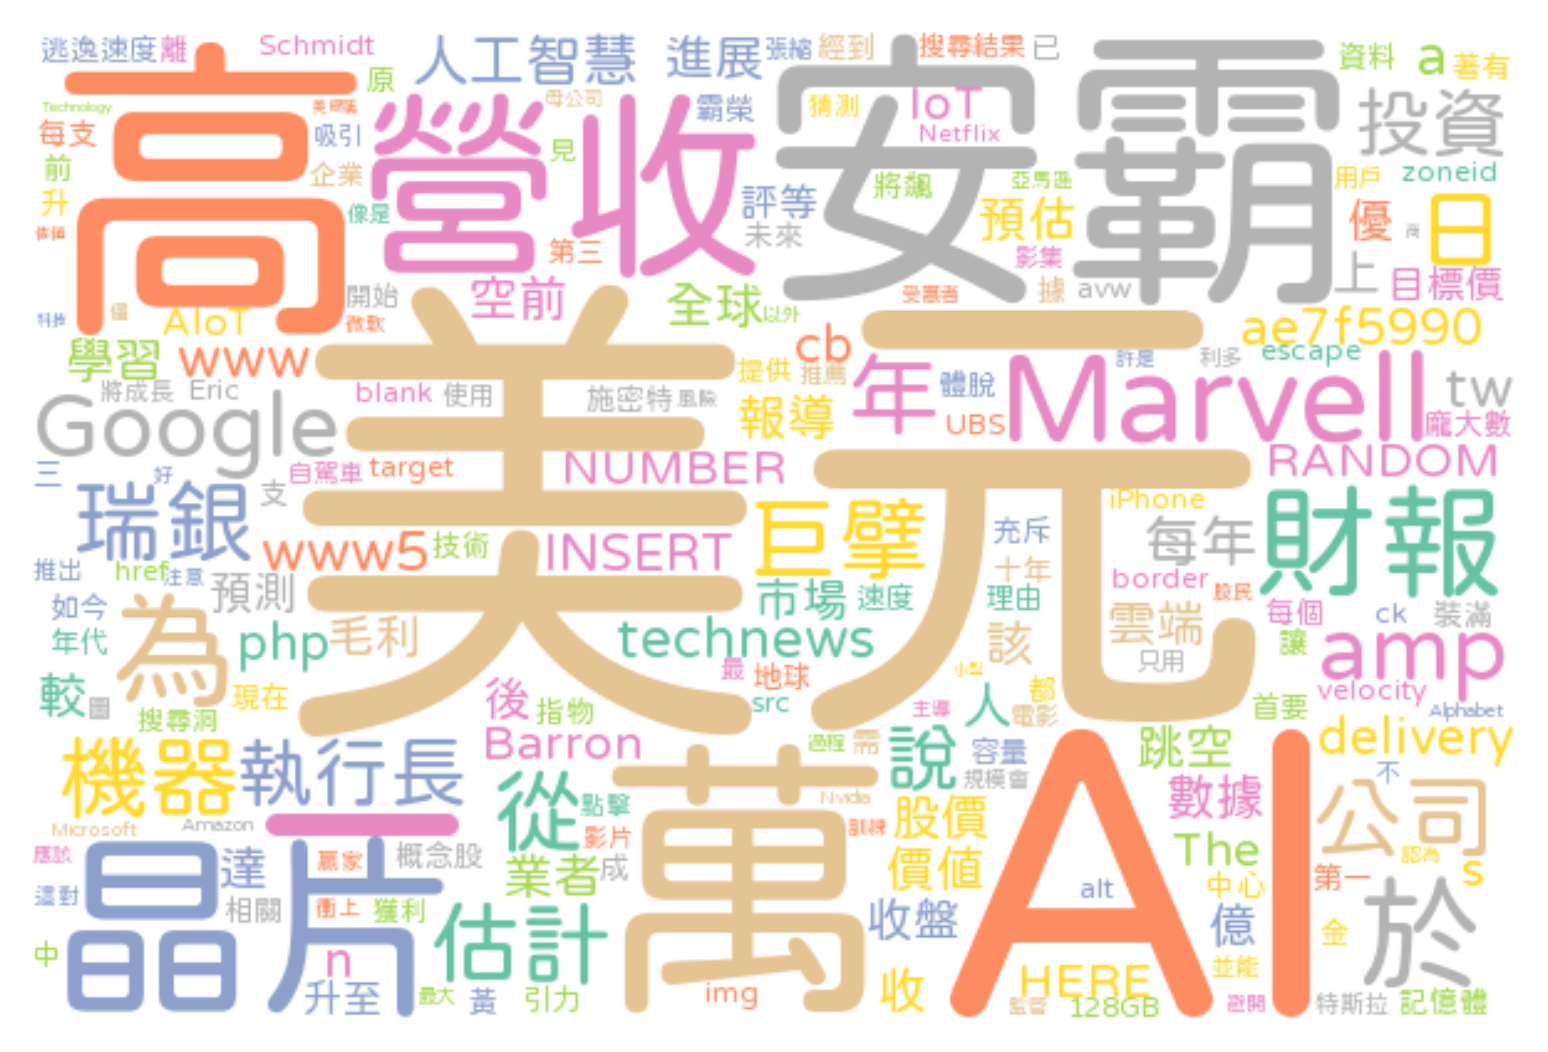 逃逸速度
離
Schmidt
人工智慧
進展
張縮
經到
搜尋結果
已
資料
a
著有
原
Technology
高
母公司
霸榮
猜測
IoT
Netflix
安霸
投資
每支
吸引
營收
見
前
企業
將飆
亞馬遜
用戶
zoneid
升
像是
評等
未來
預估
優
日
估值
第三
影集
上
目標價
開始
空前
全球
以外
受惠者
據
avw
科技
AIoT
微軟
美元
ae7f5990
學習
www
cb
許是
利多
escape
將成長
Eric
blank
使用
施密特
風險
提供
推薦
年
體脫
Marvell
tw
Google
報導
UBS
龐大數
三
好
自駕車
target
NUMBER
RANDOM
瑞銀
支
iPhone
巨擘
充斥
每年
財報
www5
技術
INSERT
推出
href
注意
預測
十年
border
股民
如今
為
市場
速度
理由
雲端
每個
ck
裝滿
年代
php
毛利
technews
該
只用
讓
amp
較
圖
現在
最
地球
小型
velocity
搜尋洞
後
指物
src
都
主導
人
電影
首要
Alphabet
機器
執行長
Barron
過程
需
說
容量
跳空
delivery
從
點擊
萬
規模會
不
Microsoft
Amazon
影片
Nvidia
訓練
股價
AI
數據
公司
應該
晶片
達
贏家
概念股
業者
成
價值
The
認為
s
這對
相關
衝上
獲利
估計
收盤
alt
中心
第一
億
於
中
n
金
升至
最大
黃
引力
img
收
HERE
並能
監管
128GB
避開
特斯拉
記憶體